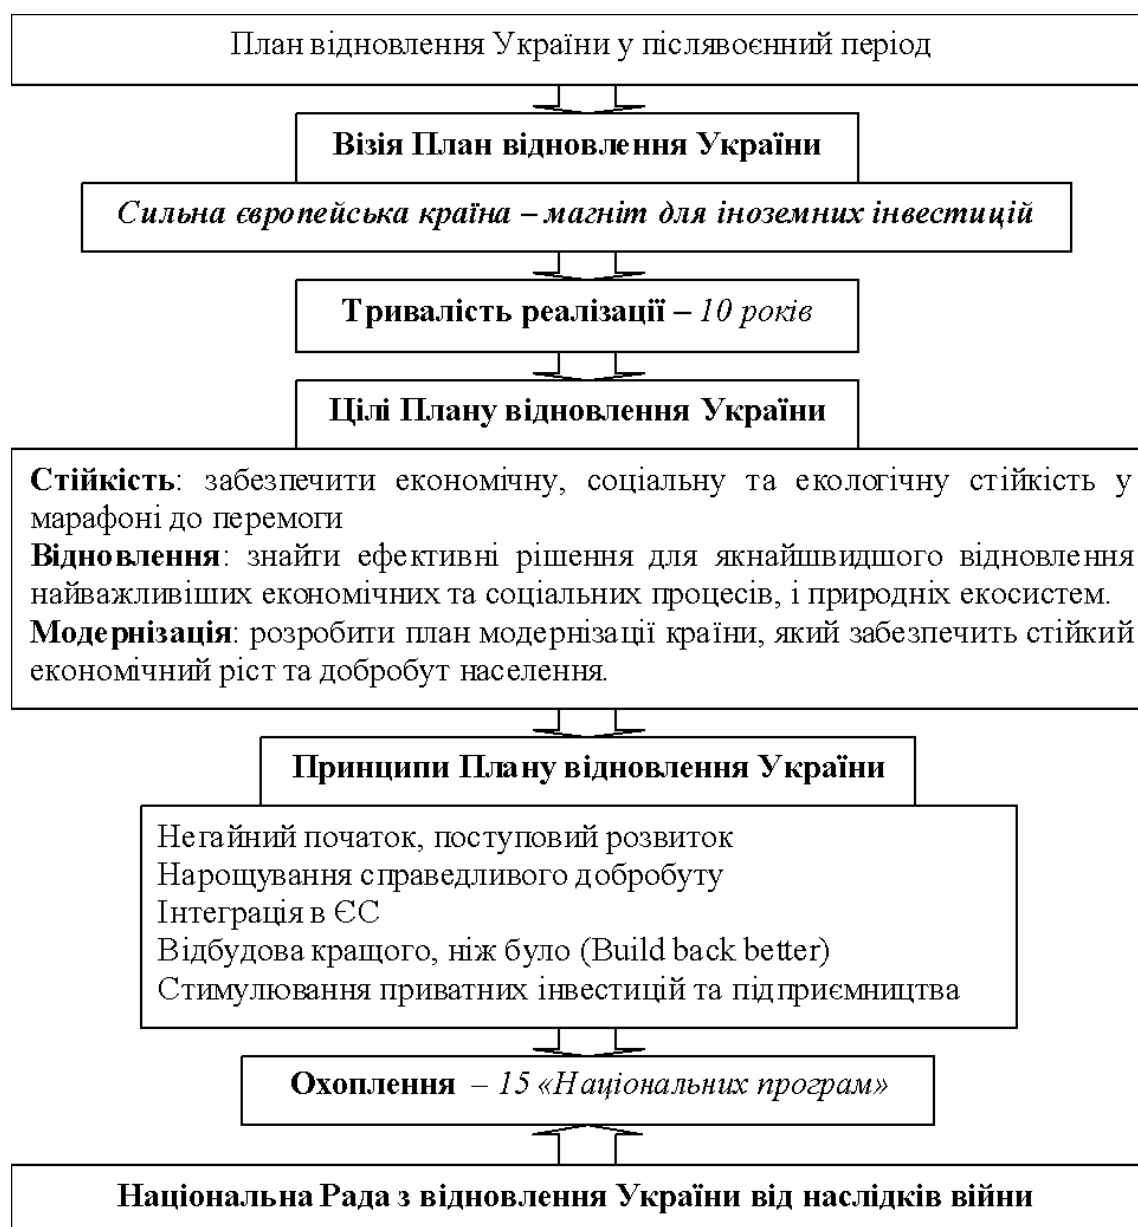 План відновлення України у післявоєнний період
Візія План відновлення України
Сильна європейська країна – магніт для іноземних інвестицій
Тривалість реалізації – 10 років
Цілі Плану відновлення України
Стійкість: забезпечити економічну, соціальну та екологічну стійкість у
марафоні до перемоги
Відновлення: знайти ефективні рішення для якнайшвидшого відновлення
найважливіших економічних та соціальних процесів, і природніх екосистем.
Модернізація: розробити план модернізації країни, який забезпечить стійкий
економічний ріст та добробут населення.
Принципи Плану відновлення України
Негайний початок, поступовий розвиток
Нарощування справедливого добробуту
Інтеграція в ЄС
Відбудова кращого, ніж було (Build back better)
Стимулювання приватних інвестицій та підприємництва
Охоплення – 15 «Національних програм»
Національна Рада з відновлення України від наслідків війни